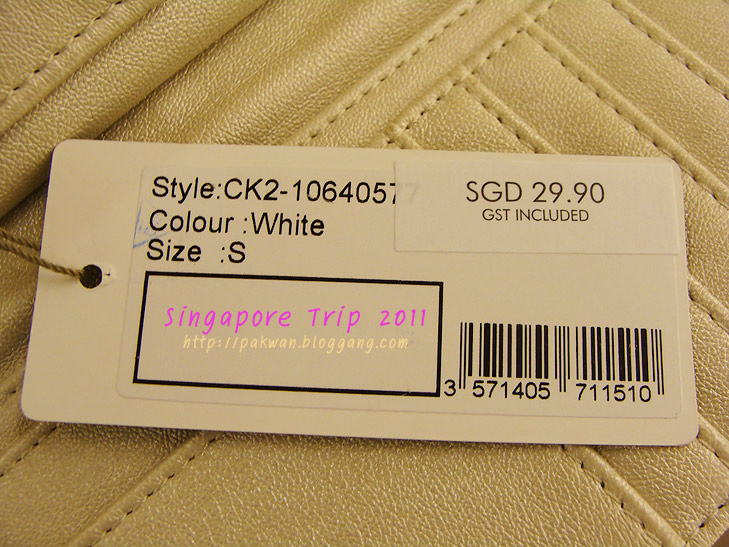 Style:CK2-10640577
SGD 29.90
GST INCLUDED
Colour :White
Size :S
Singapore Trip 2011
http://pakwan.bloggang.com
3 571405 711510